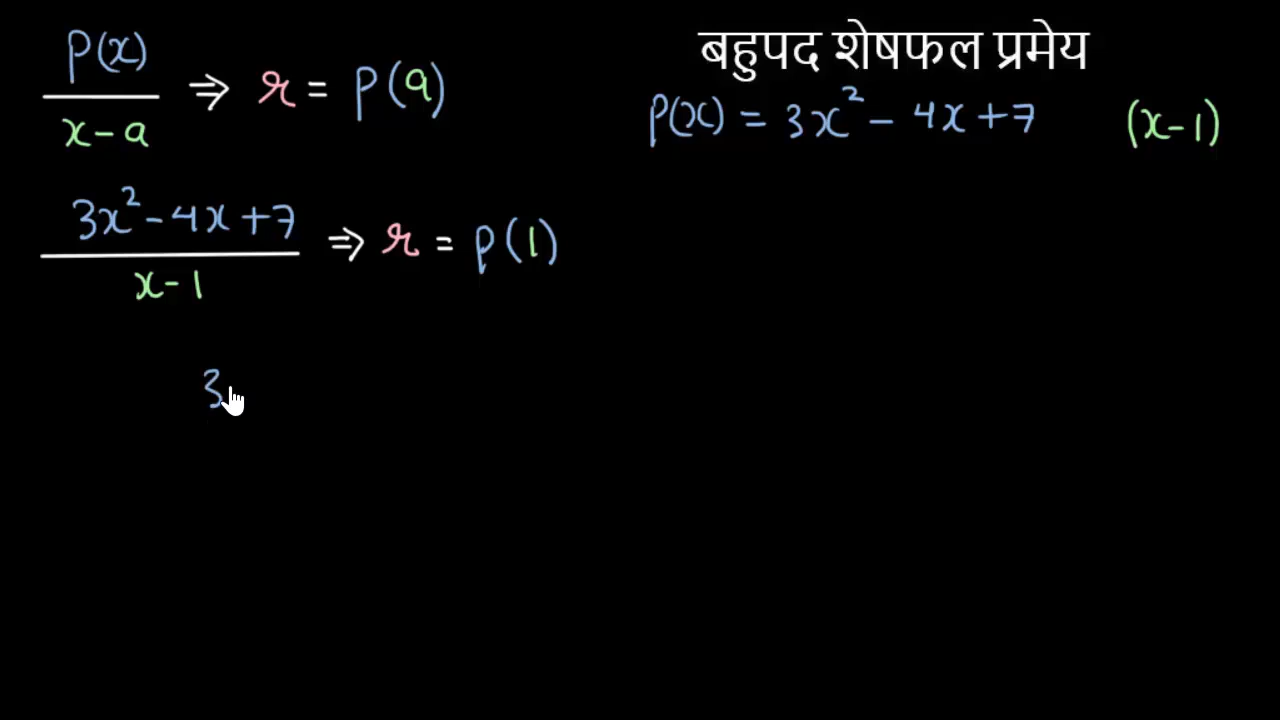 बहुपद शेषफल प्रमेय
p(x) = 3x² - 4x + 7 (x-1)
p(x)
x-a
⇒ r = p(a)
3x² - 4x + 7
x-1
⇒ r = p(1)
3